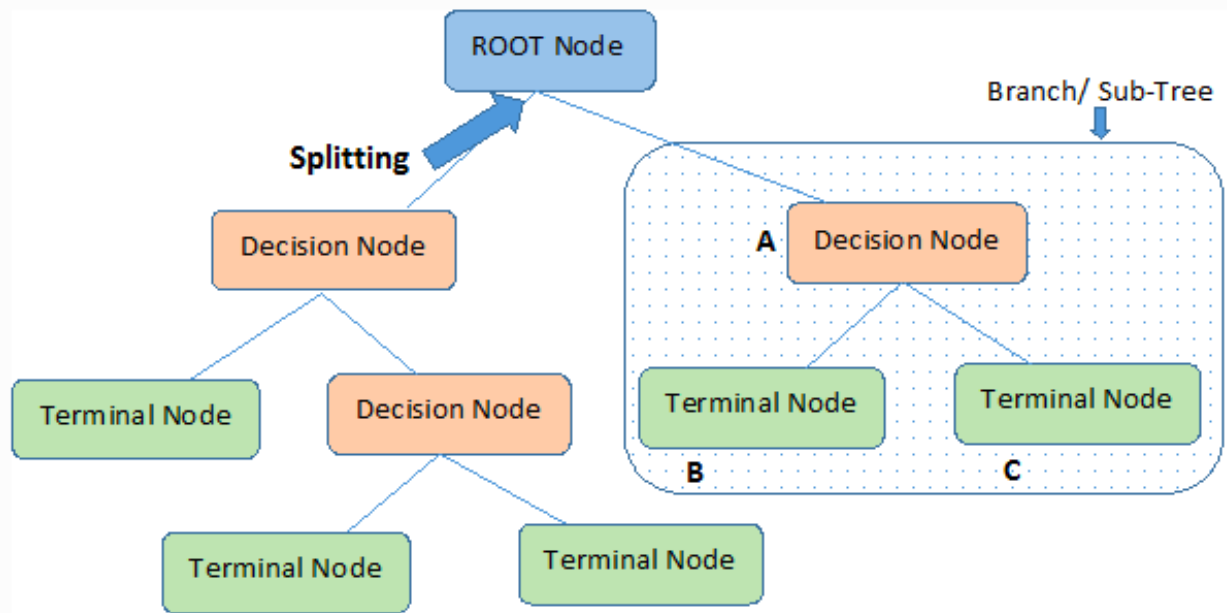 ROOT Node
Branch/ Sub-Tree
Splitting
Decision Node
A
Decision Node
Terminal Node
Decision Node
Terminal Node
Terminal Node
B
C
Terminal Node
Terminal Node